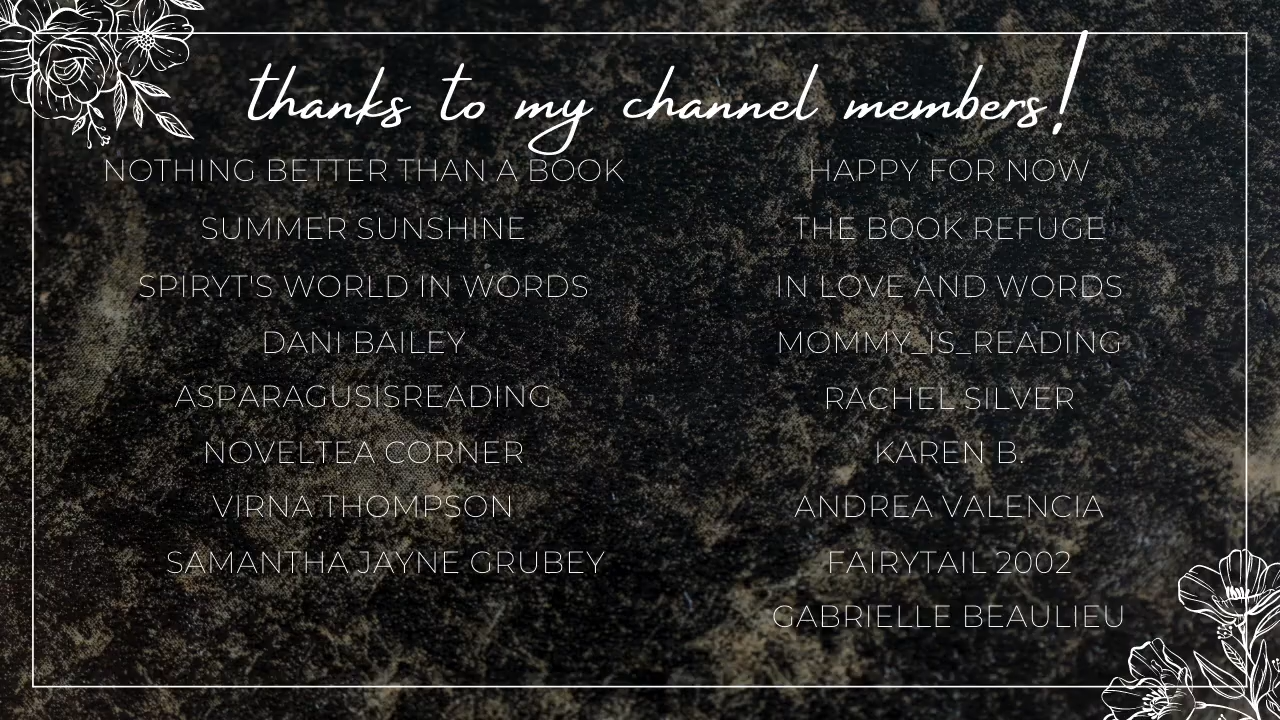 thanks to my channel members!
NOTHING BETTER THAN A BOOK
SUMMER SUNSHINE
SPIRYT'S WORLD IN WORDS
DANI BAILEY
ASPARAGUSISREADING
NOVELTEA CORNER
VIRNA THOMPSON
SAMANTHA JAYNE GRUBEY
HAPPY FOR NOW
THE BOOK REFUGE
IN LOVE AND WORDS
MOMMY_IS_READING
RACHEL SILVER
KAREN B.
ANDREA VALENCIA
FAIRYTAIL 2002
GABRIELLE BEAULIEU